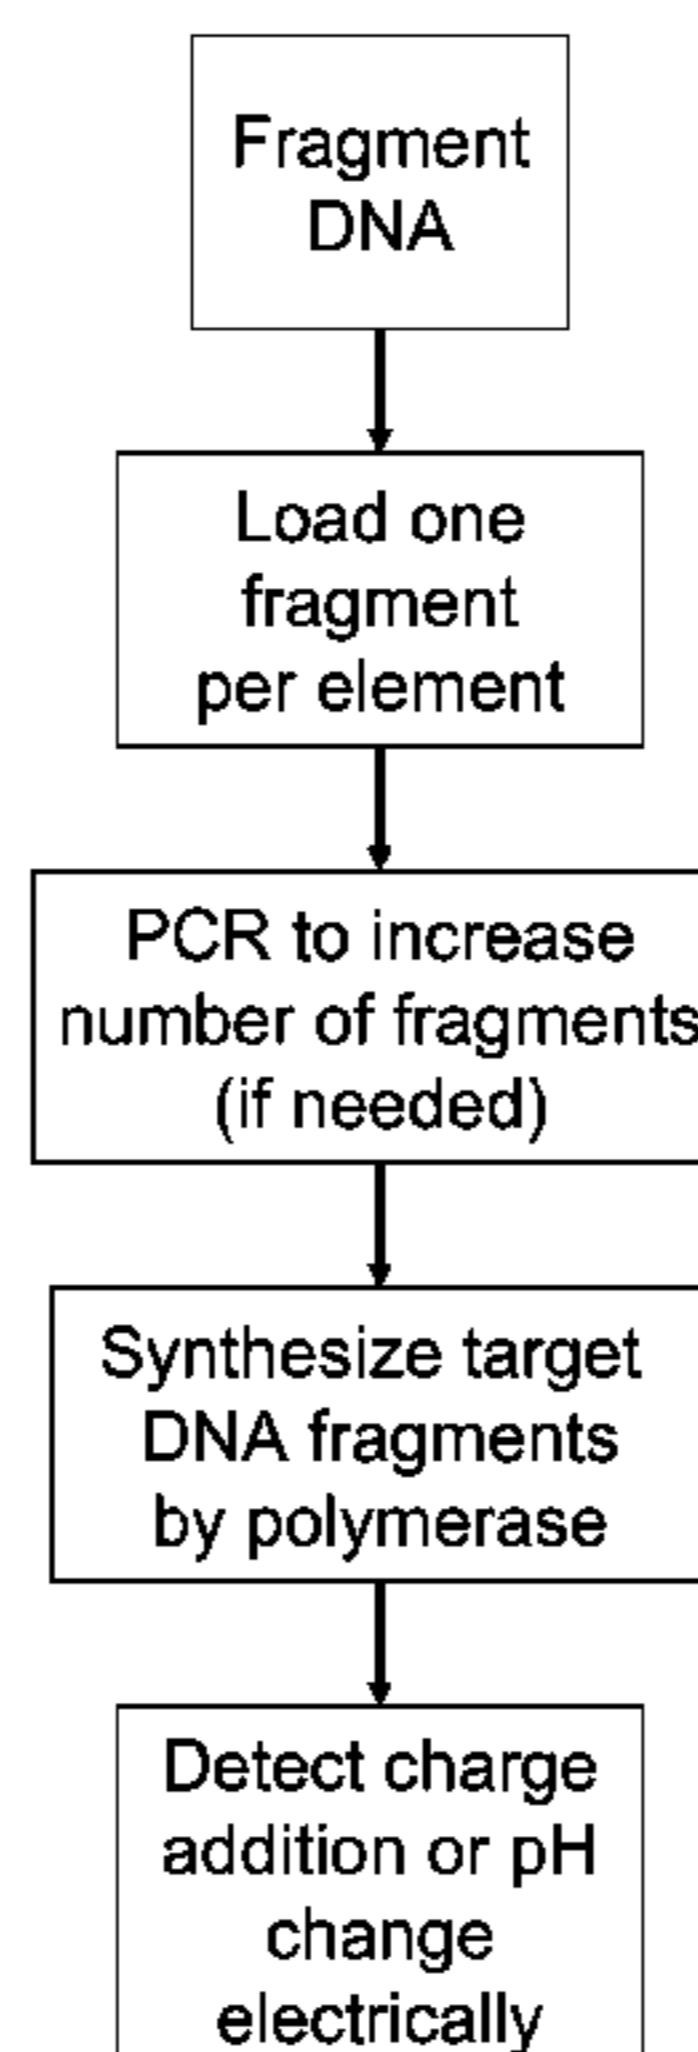 Fragment
DNA
Load one
fragment
per element
PCR to increase
number of fragments
(if needed)
Synthesize target
DNA fragments
by polymerase
Detect charge
addition or pH
change
electrically